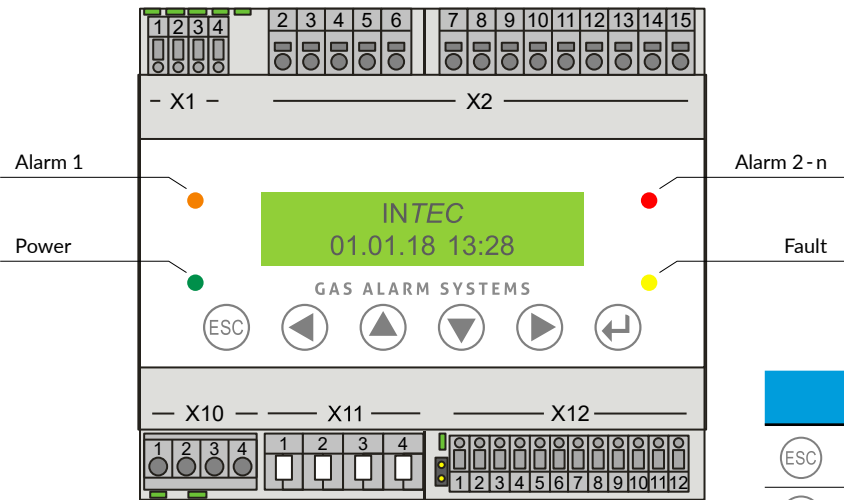 1 2 3 4
2 3 4 5 6
7 8 9 10 11 12 13 14 15
X1
X2
Alarm 1
Alarm 2-n
INTEC
Power
01.01.18 13:28
Fault
GAS ALARM SYSTEMS
ESC
X10
X11
X12
1 2 3 4
1 2 3 4
1 2 3 4 5 6 7 8 9 10 11 12
ESC